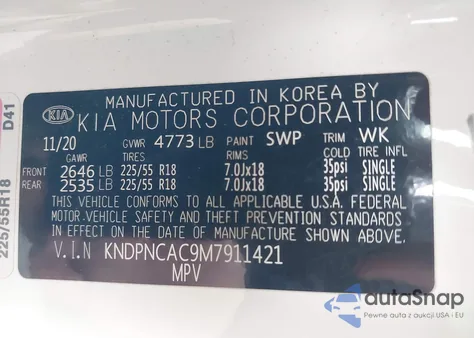 MANUFACTURED IN KOREA BY
KIA KIA MOTORS CORPORATION
11/20 GVWR 4773 LB PAINT SWP TRIM WK
GAWR TIRES RIMS COLD TIRE INFL
FRONT 2646 LB 225/55 R18 7.0Jx18 35psi SINGLE
REAR 2535 LB 225/55 R18 7.0Jx18 35psi SINGLE
THIS VEHICLE CONFORMS TO ALL APPLICABLE U.S.A. FEDERAL
MOTOR-VEHICLE SAFETY AND THEFT PREVENTION STANDARDS
IN EFFECT ON THE DATE OF MANUFACTURE SHOWN ABOVE.
V.I.N KNDPNCAC9M7911421
MPV
225/55R18 D41
autoSnap
Pewne auta z USA i EU